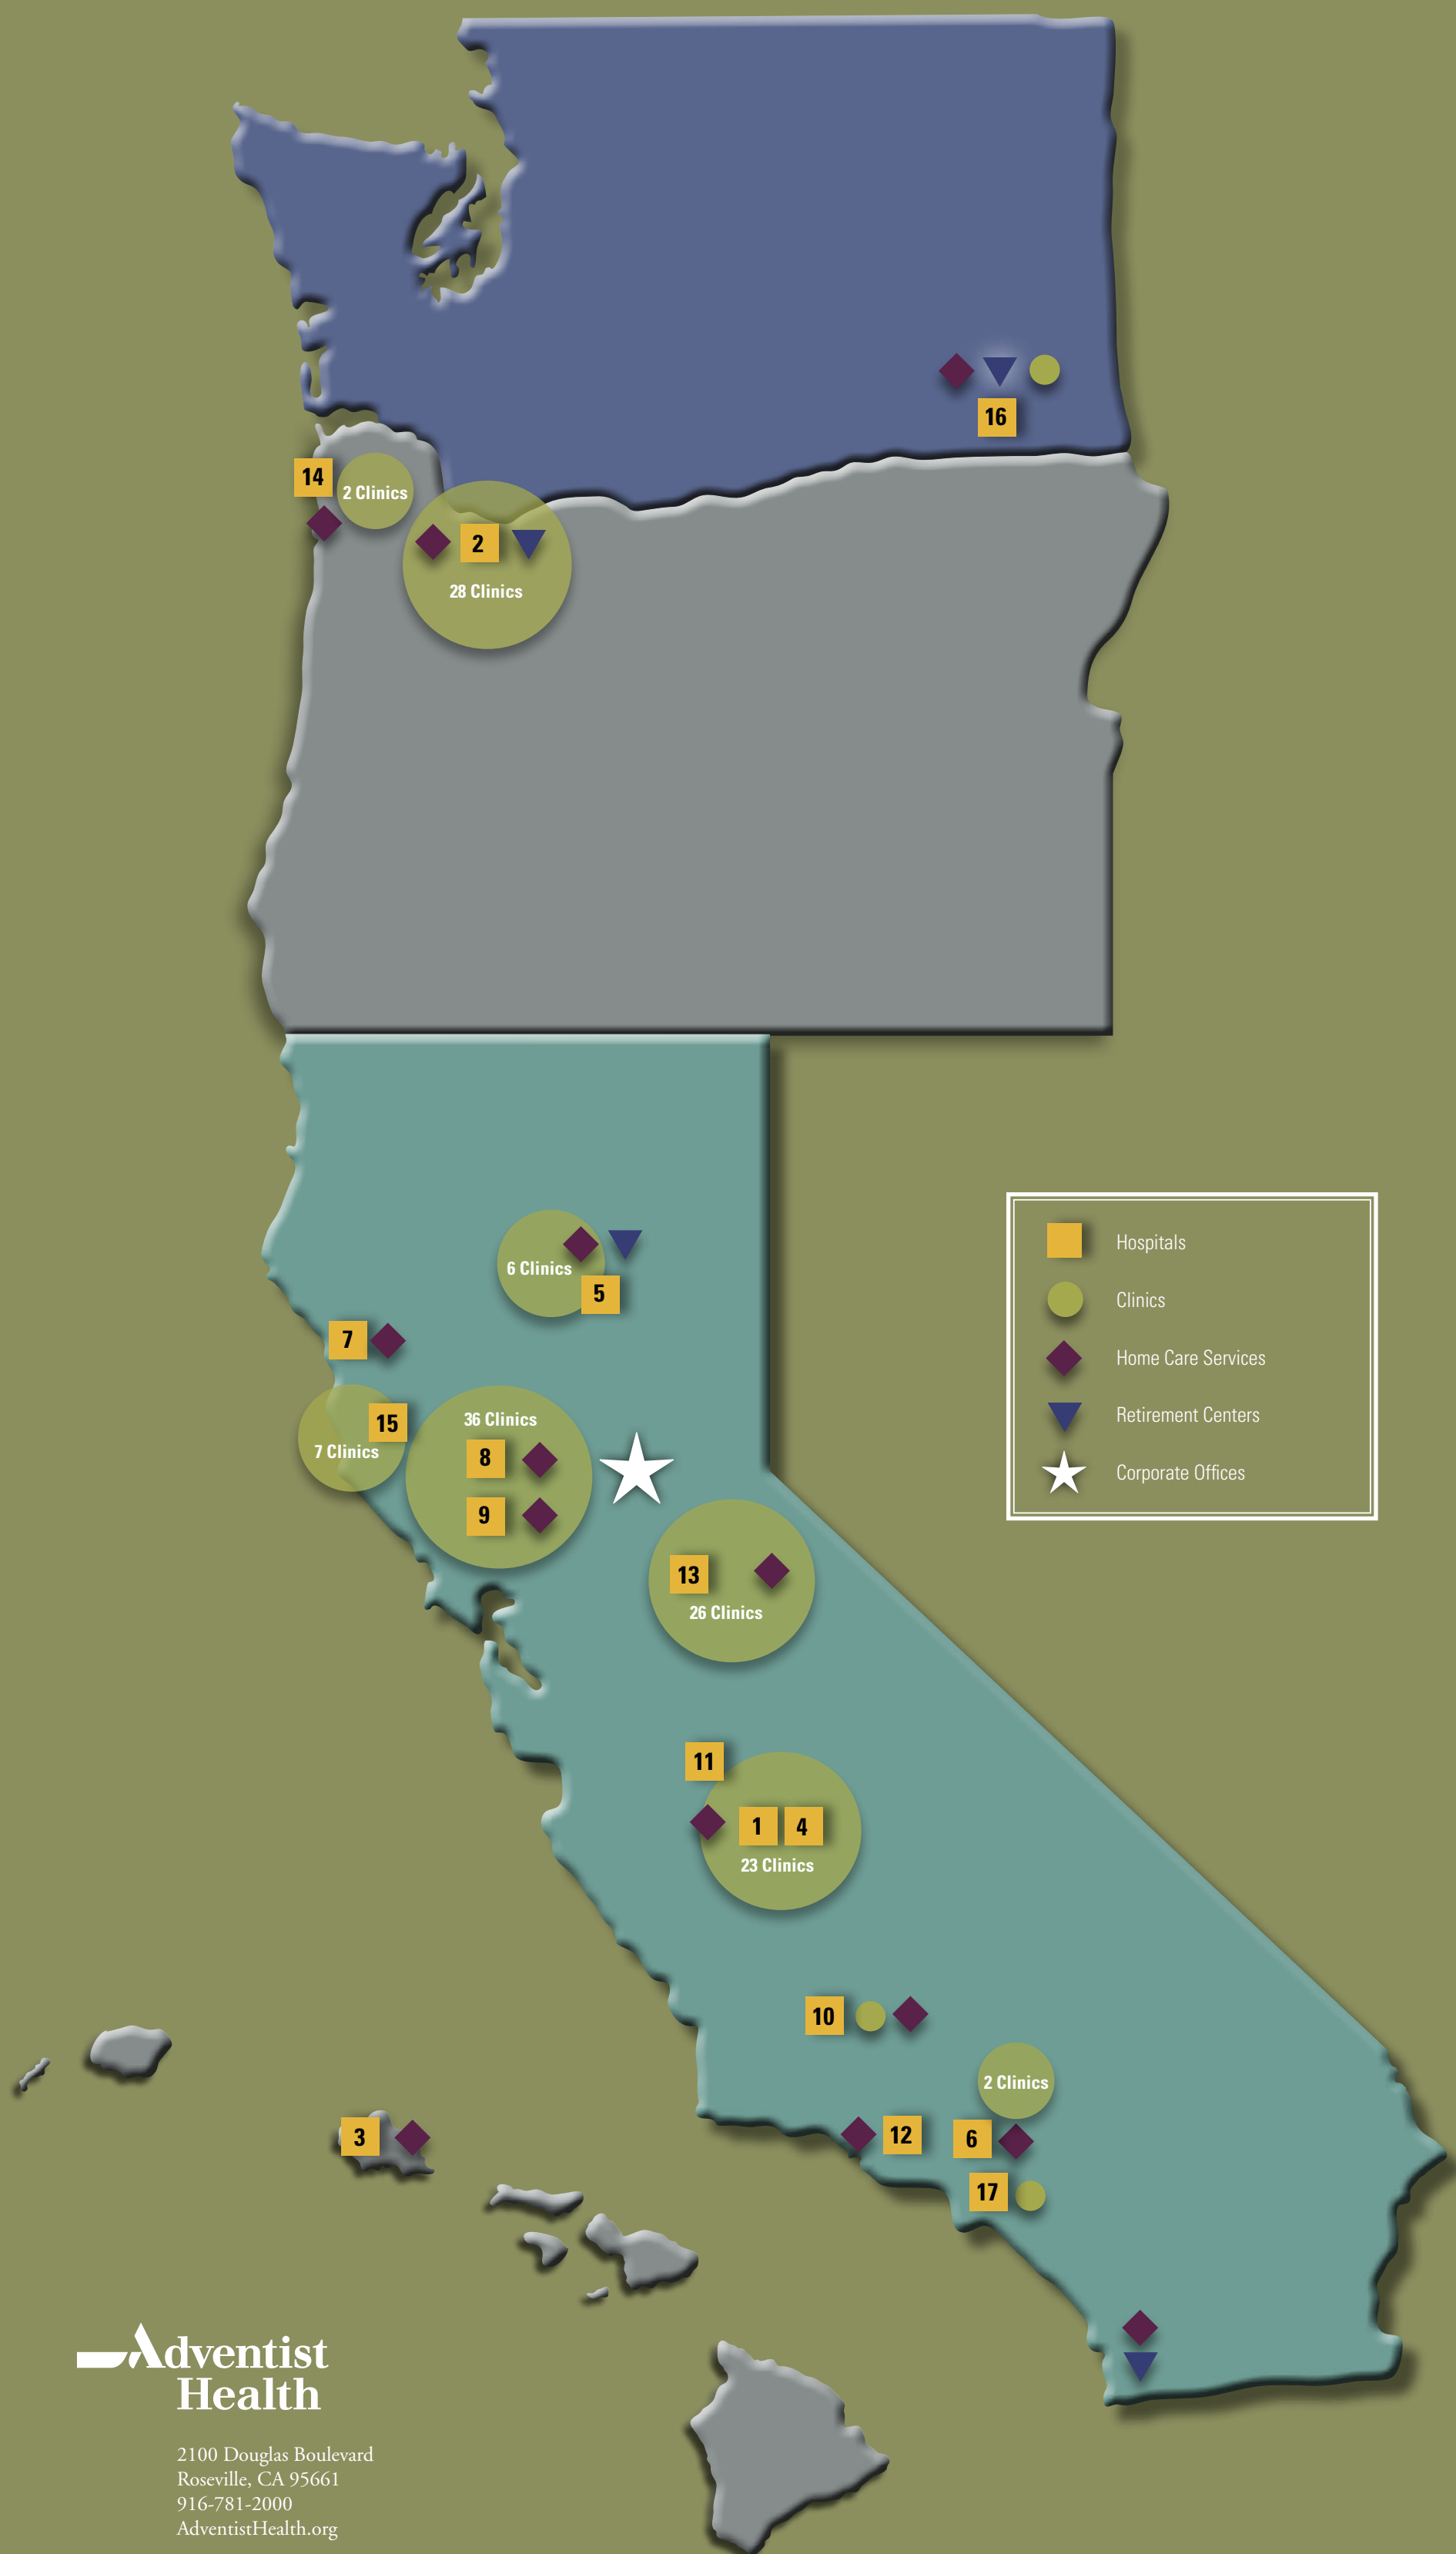 16
14
2 Clinics
2
28 Clinics
6 Clinics
5
7
15
7 Clinics
36 Clinics
8
9
13
26 Clinics
11
1
4
23 Clinics
10
2 Clinics
12
6
17
3
Hospitals
Clinics
Home Care Services
Retirement Centers
Corporate Offices
Adventist
Health
2100 Douglas Boulevard
Roseville, CA 95661
916-781-2000
AdventistHealth.org